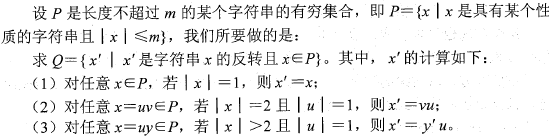 设 P 是长度不超过 m 的某个字符串的有穷集合，即 P={x｜x 是具有某个性
质的字符串且｜x｜≤m}，我们所要做的是：
求 Q={x′｜x′是字符串 x 的反转且 x∈P}。其中，x′的计算如下：
（1）对任意 x∈P，若｜x｜=1，则 x′=x;
（2）对任意 x=uv∈P，若｜x｜=2 且｜u｜=1，则 x′=vu;
（3）对任意 x=uy∈P，若｜x｜>2 且｜u｜=1，则 x′= y′u。